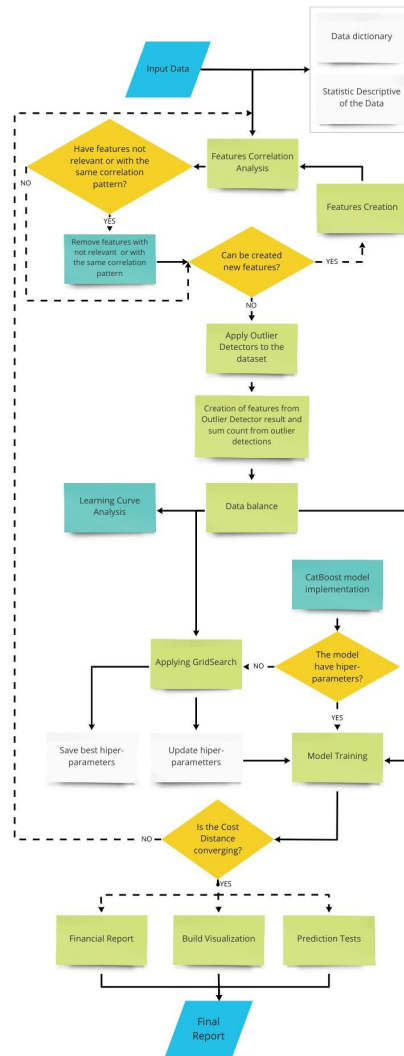 Input Data
Data dictionary
Statistic Descriptive
of the Data
Have features not
relevant or with the
same correlation
pattern?
Features Correlation
Analysis
NO
YES
Features Creation
Remove features with
not relevant or with
the same correlation
pattern
Can be created
new features?
YES
NO
Apply Outlier
Detectors to the
dataset
Creation of features from
Outlier Detector result and
sum count from outlier
detections
Learning Curve
Analysis
Data balance
CatBoost model
implementation
Applying GridSearch
NO
The model
have hiper-
parameters?
YES
Save best hiper-
parameters
Update hiper-
parametters
Model Training
Is the Cost
Distance
converging?
NO
YES
Financial Report
Build Visualization
Prediction Tests
Final
Report